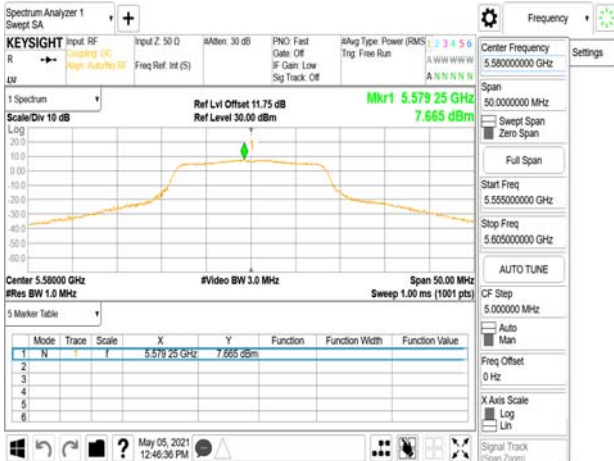 Spectrum Analyzer 1
Swept SA
+
Frequency
KEYSIGHT
R
LV
Input: RF
Coupling: DC
Align: Auto/No RF
Input Z: 50 Ω
Freq Ref: Int (S)
#Atten: 30 dB
PNO: Fast
Gate: Off
IF Gain: Low
Sig Track: Off
#Avg Type: Power (RMS
Trig: Free Run
1 2 3 4 5 6
A WW WW W
A N N N N N
1 Spectrum
Scale/Div 10 dB
Ref Lvl Offset 11.75 dB
Ref Level 30.00 dBm
Mkr1 5.579 25 GHz
7.665 dBm
Log
20.0
10.0
0.00
-10.0
-20.0
-30.0
-40.0
-50.0
-60.0
1
Center 5.58000 GHz
#Res BW 1.0 MHz
#Video BW 3.0 MHz
Span 50.00 MHz
Sweep 1.00 ms (1001 pts)
5 Marker Table
Mode Trace Scale X Y Function Function Width Function Value
1 N 1 f 5.579 25 GHz 7.665 dBm
2
3
4
5
6
?
May 05, 2021
12:46:36 PM
Center Frequency
5.580000000 GHz
Settings
Span
50.0000000 MHz
Swept Span
Zero Span
Full Span
Start Freq
5.555000000 GHz
Stop Freq
5.605000000 GHz
AUTO TUNE
CF Step
5.000000 MHz
Auto
Man
Freq Offset
0 Hz
X Axis Scale
Log
Lin
Signal Track
(Span Zoom)